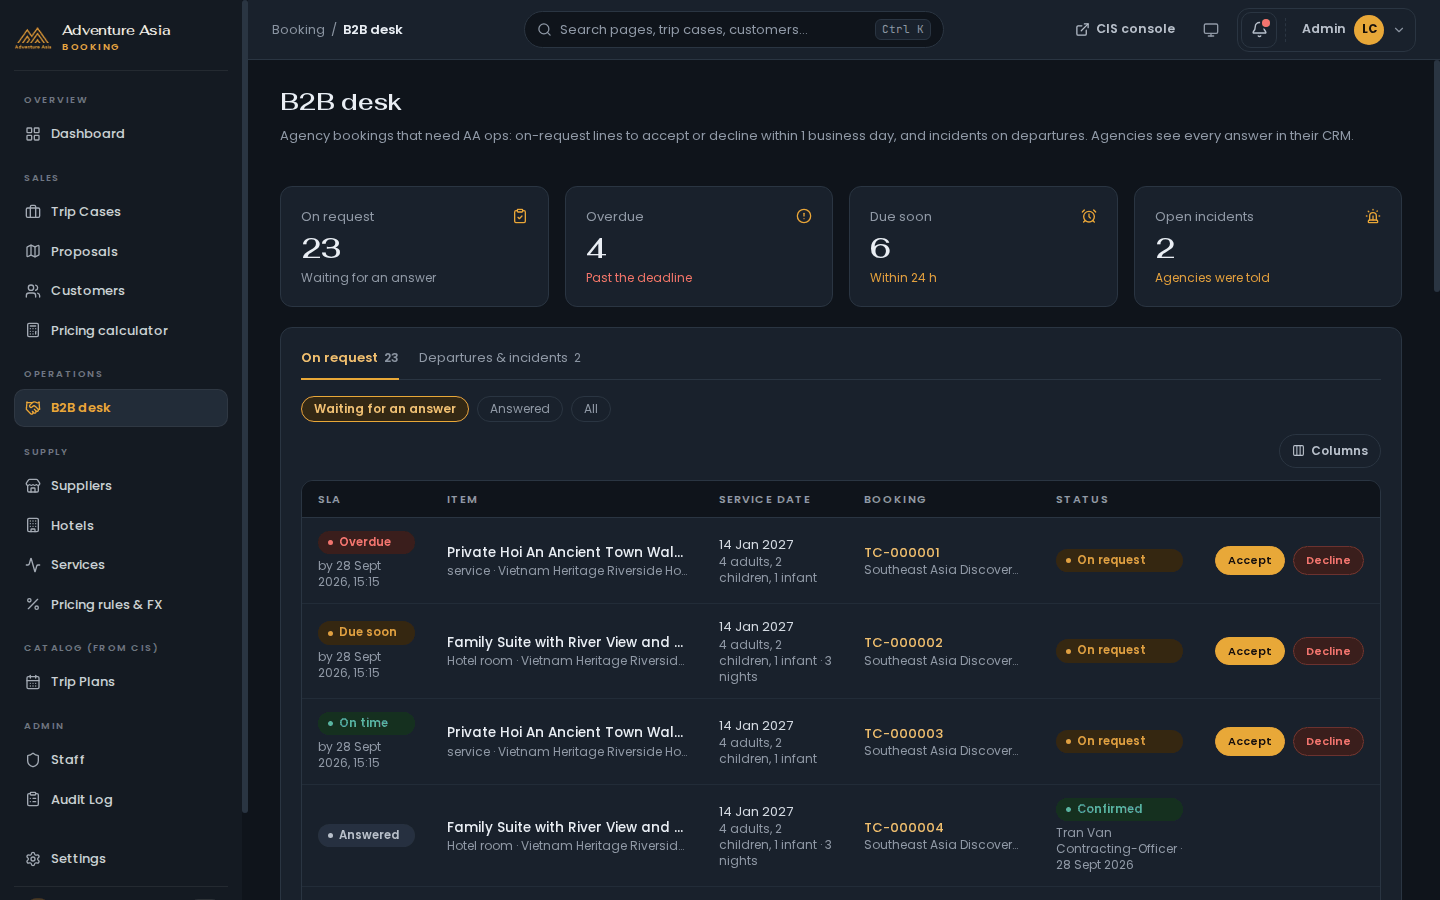 Adventure Asia
Adventure Asia
BOOKING
OVERVIEW
Dashboard
SALES
Trip Cases
Proposals
Customers
Pricing calculator
OPERATIONS
B2B desk
SUPPLY
Suppliers
Hotels
Services
Pricing rules & FX
CATALOG (FROM CIS)
Trip Plans
ADMIN
Staff
Audit Log
Settings
Booking / B2B desk
Search pages, trip cases, customers...
Ctrl K
CIS console
Admin
LC
B2B desk
Agency bookings that need AA ops: on-request lines to accept or decline within 1 business day, and incidents on departures. Agencies see every answer in their CRM.
On request
23
Waiting for an answer
Overdue
4
Past the deadline
Due soon
6
Within 24 h
Open incidents
2
Agencies were told
On request 23
Departures & incidents 2
Waiting for an answer
Answered
All
Columns
SLA ITEM SERVICE DATE BOOKING STATUS
Overdue
by 28 Sept
2026, 15:15
Private Hoi An Ancient Town Wal...
service · Vietnam Heritage Riverside Ho...
14 Jan 2027
4 adults, 2
children, 1 infant
TC-000001
Southeast Asia Discover...
On request
Accept
Decline
Due soon
by 28 Sept
2026, 15:15
Family Suite with River View and ...
Hotel room · Vietnam Heritage Riversid...
14 Jan 2027
4 adults, 2
children, 1 infant · 3
nights
TC-000002
Southeast Asia Discover...
On request
Accept
Decline
On time
by 28 Sept
2026, 15:15
Private Hoi An Ancient Town Wal...
service · Vietnam Heritage Riverside Ho...
14 Jan 2027
4 adults, 2
children, 1 infant
TC-000003
Southeast Asia Discover...
On request
Accept
Decline
Answered
Family Suite with River View and ...
Hotel room · Vietnam Heritage Riversid...
14 Jan 2027
4 adults, 2
children, 1 infant · 3
nights
TC-000004
Southeast Asia Discover...
Confirmed
Tran Van
Contracting-Officer ·
28 Sept 2026